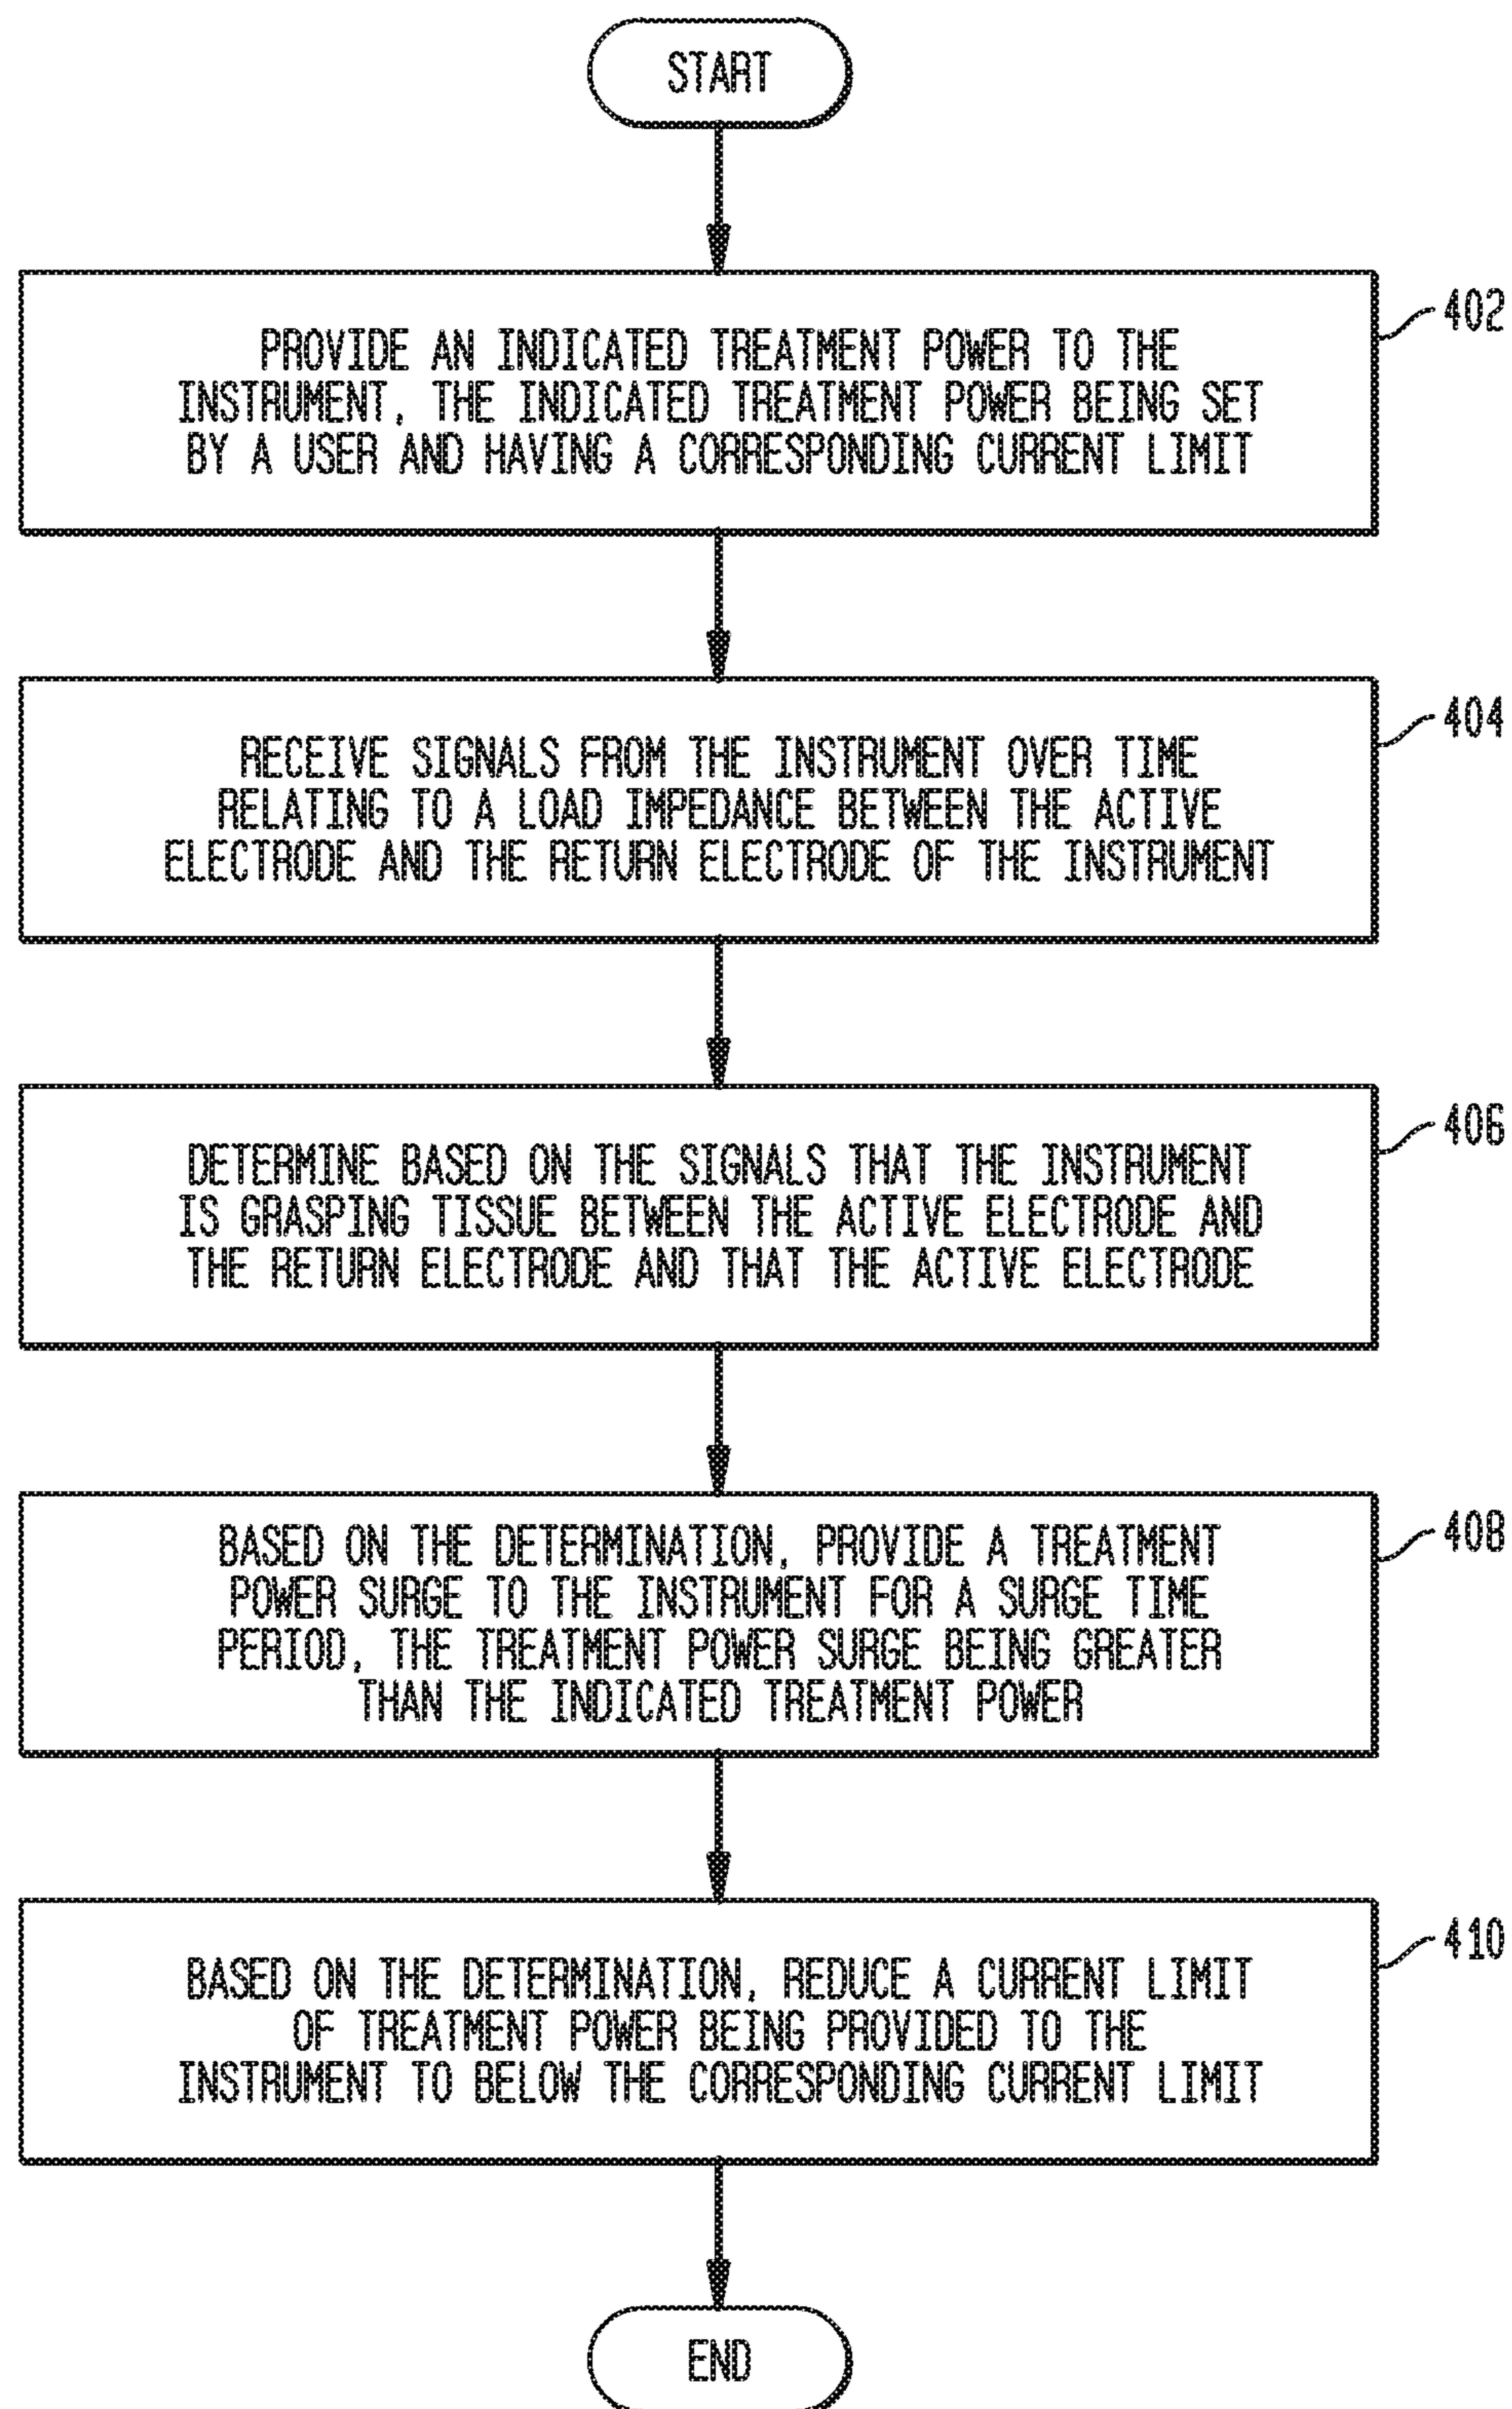 START
PROVIDE AN INDICATED TREATMENT POWER TO THE
INSTRUMENT, THE INDICATED TREATMENT POWER BEING SET
BY A USER AND HAVING A CORRESPONDING CURRENT LIMIT
402
RECEIVE SIGNALS FROM THE INSTRUMENT OVER TIME
RELATING TO A LOAD IMPEDANCE BETWEEN THE ACTIVE
ELECTRODE AND THE RETURN ELECTRODE OF THE INSTRUMENT
404
DETERMINE BASED ON THE SIGNALS THAT THE INSTRUMENT
IS GRASPING TISSUE BETWEEN THE ACTIVE ELECTRODE AND
THE RETURN ELECTRODE AND THAT THE ACTIVE ELECTRODE
406
BASED ON THE DETERMINATION, PROVIDE A TREATMENT
POWER SURGE TO THE INSTRUMENT FOR A SURGE TIME
PERIOD, THE TREATMENT POWER SURGE BEING GREATER
THAN THE INDICATED TREATMENT POWER
408
BASED ON THE DETERMINATION, REDUCE A CURRENT LIMIT
OF TREATMENT POWER BEING PROVIDED TO THE
INSTRUMENT TO BELOW THE CORRESPONDING CURRENT LIMIT
410
END